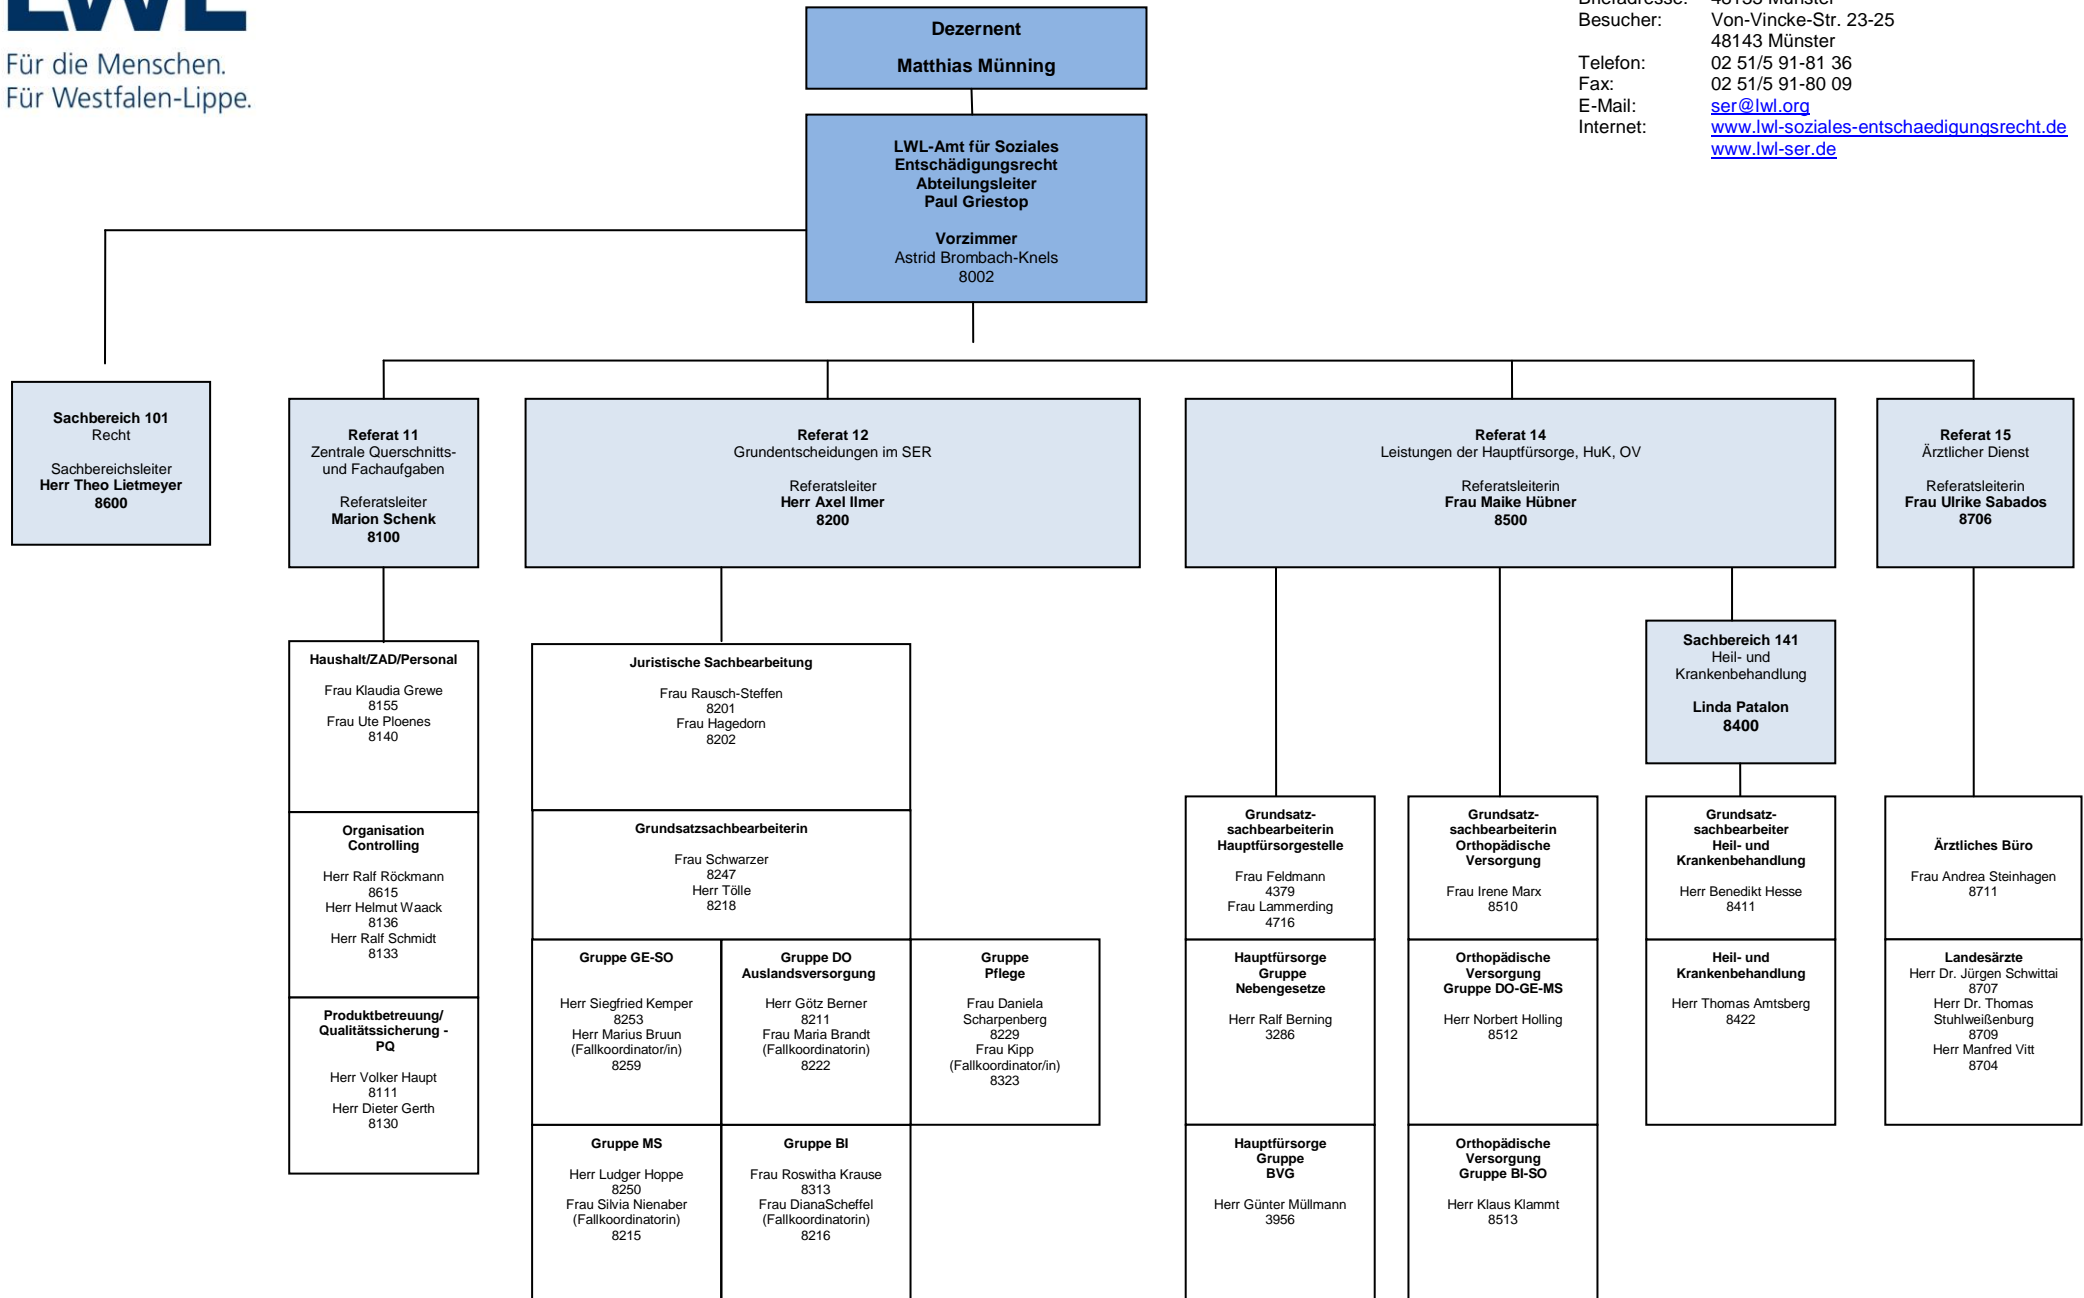 LWL
Für die Menschen.
Für Westfalen-Lippe.
Dezernent
Matthias Münning
Briefadresse: 48133 Münster
Besucher: Von-Vincke-Str. 23-25
48143 Münster
Telefon: 02 51/5 91-81 36
Fax: 02 51/5 91-80 09
E-Mail: ser@lwl.org
Internet: www.lwl-soziales-entschaedigungsrecht.de
www.lwl-ser.de
LWL-Amt für Soziales
Entschädigungsrecht
Abteilungsleiter
Paul Griestop
Vorzimmer
Astrid Brombach-Knels
8002
Sachbereich 101
Recht
Sachbereichsleiter
Herr Theo Lietmeyer
8600
Referat 11
Zentrale Querschnitts-
und Fachaufgaben
Referatsleiter
Marion Schenk
8100
Referat 12
Grundentscheidungen im SER
Referatsleiter
Herr Axel Ilmer
8200
Referat 14
Leistungen der Hauptfürsorge, HuK, OV
Referatsleiterin
Frau Maike Hübner
8500
Referat 15
Ärztlicher Dienst
Referatsleiterin
Frau Ulrike Sabados
8706
Haushalt/ZAD/Personal
Frau Klaudia Grewe
8155
Frau Ute Ploenes
8140
Organisation
Controlling
Herr Ralf Röckmann
8615
Herr Helmut Waack
8136
Herr Ralf Schmidt
8133
Produktbetreuung/
Qualitätssicherung -
PQ
Herr Volker Haupt
8111
Herr Dieter Gerth
8130
Juristische Sachbearbeitung
Frau Rausch-Steffen
8201
Frau Hagedorn
8202
Grundsatzsachbearbeiterin
Frau Schwarzer
8247
Herr Tölle
8218
Gruppe GE-SO
Herr Siegfried Kemper
8253
Herr Marius Bruun
(Fallkoordinator/in)
8259
Gruppe DO
Auslandsversorgung
Herr Götz Berner
8211
Frau Maria Brandt
(Fallkoordinatorin)
8222
Gruppe
Pflege
Frau Daniela
Scharpenberg
8229
Frau Kipp
(Fallkoordinator/in)
8323
Gruppe MS
Herr Ludger Hoppe
8250
Frau Silvia Nienaber
(Fallkoordinatorin)
8215
Gruppe BI
Frau Roswitha Krause
8313
Frau DianaScheffel
(Fallkoordinatorin)
8216
Sachbereich 141
Heil- und
Krankenbehandlung
Linda Patalon
8400
Grundsatz-
sachbearbeiterin
Hauptfürsorgestelle
Frau Feldmann
4379
Frau Lammerding
4716
Hauptfürsorge
Gruppe
Nebengesetze
Herr Ralf Berning
3286
Hauptfürsorge
Gruppe
BVG
Herr Günter Müllmann
3956
Grundsatz-
sachbearbeiterin
Orthopädische
Versorgung
Frau Irene Marx
8510
Orthopädische
Versorgung
Gruppe DO-GE-MS
Herr Norbert Holling
8512
Orthopädische
Versorgung
Gruppe BI-SO
Herr Klaus Klammt
8513
Grundsatz-
sachbearbeiter
Heil- und
Krankenbehandlung
Herr Benedikt Hesse
8411
Heil- und
Krankenbehandlung
Herr Thomas Amtsberg
8422
Ärztliches Büro
Frau Andrea Steinhagen
8711
Landesärzte
Herr Dr. Jürgen Schwittai
8707
Herr Dr. Thomas
Stuhlweißenburg
8709
Herr Manfred Vitt
8704